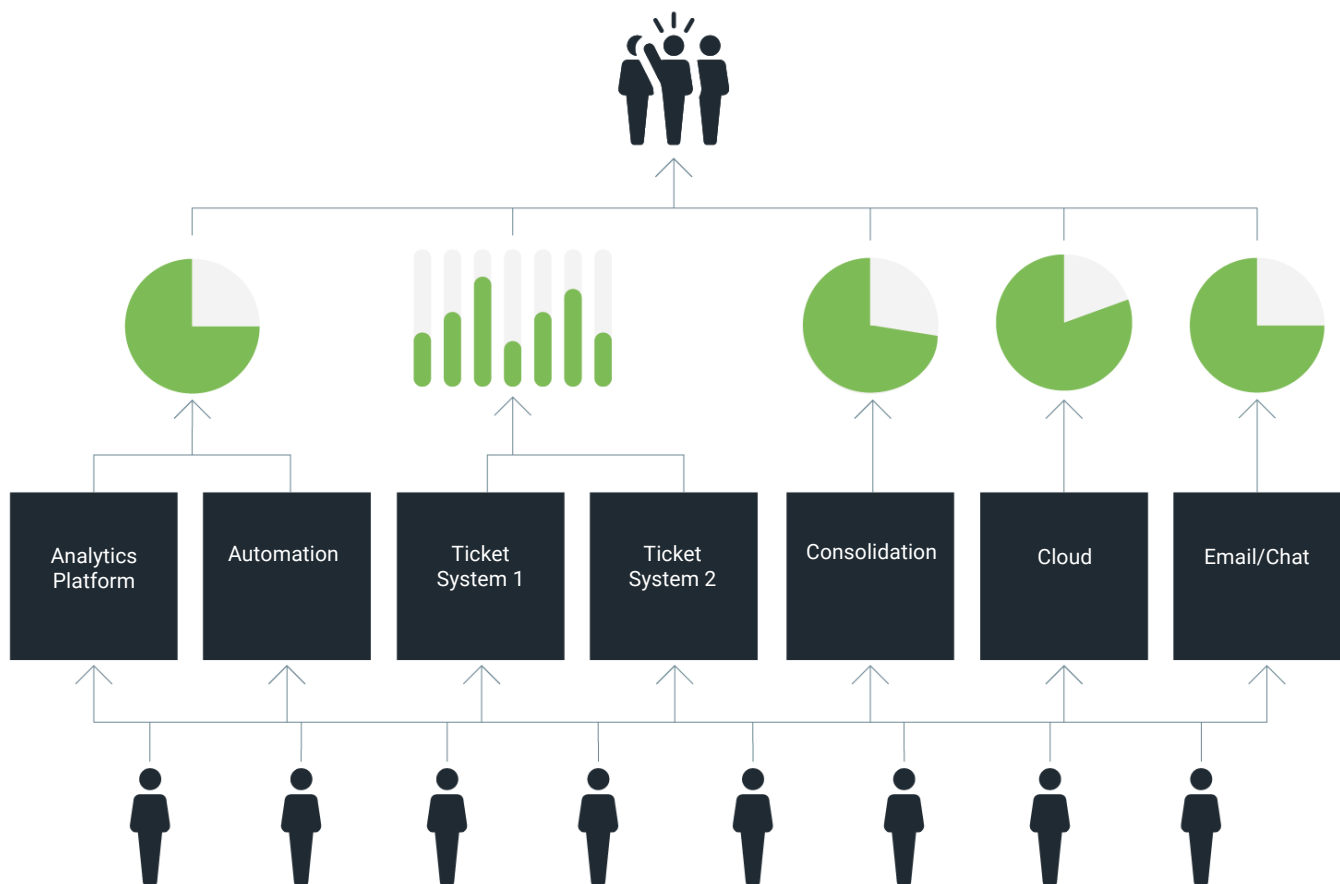 Analytics
Platform
Automation
Ticket
System 1
Ticket
System 2
Consolidation
Cloud
Email/Chat